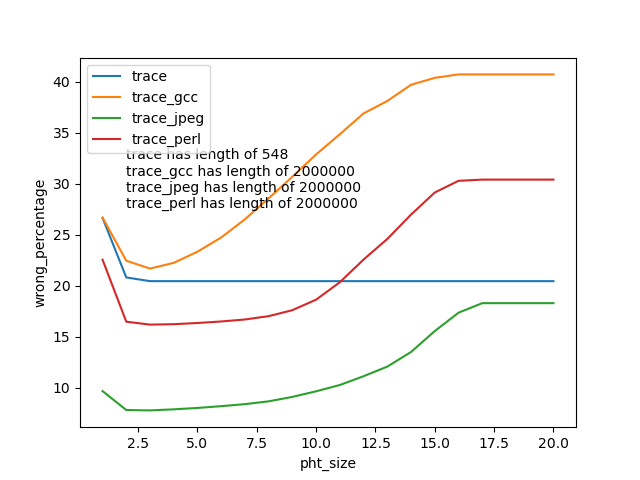 trace
trace_gcc
trace_jpeg
trace_perl
trace has length of 548
trace_gcc has length of 2000000
trace_jpeg has length of 2000000
trace_perl has length of 2000000
wrong_percentage
40
35
30
25
20
15
10
2.5 5.0 7.5 10.0 12.5 15.0 17.5 20.0
pht_size